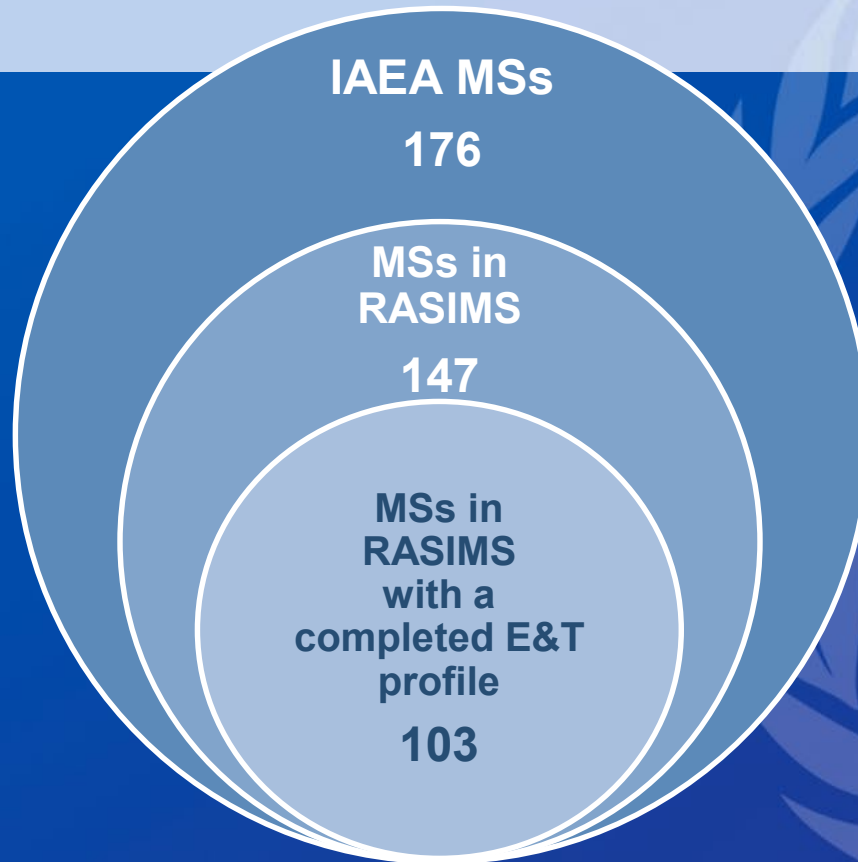 IAEA MSs
176
MSs in
RASIMS
147
MSs in
RASIMS
with a
completed E&T
profile
103